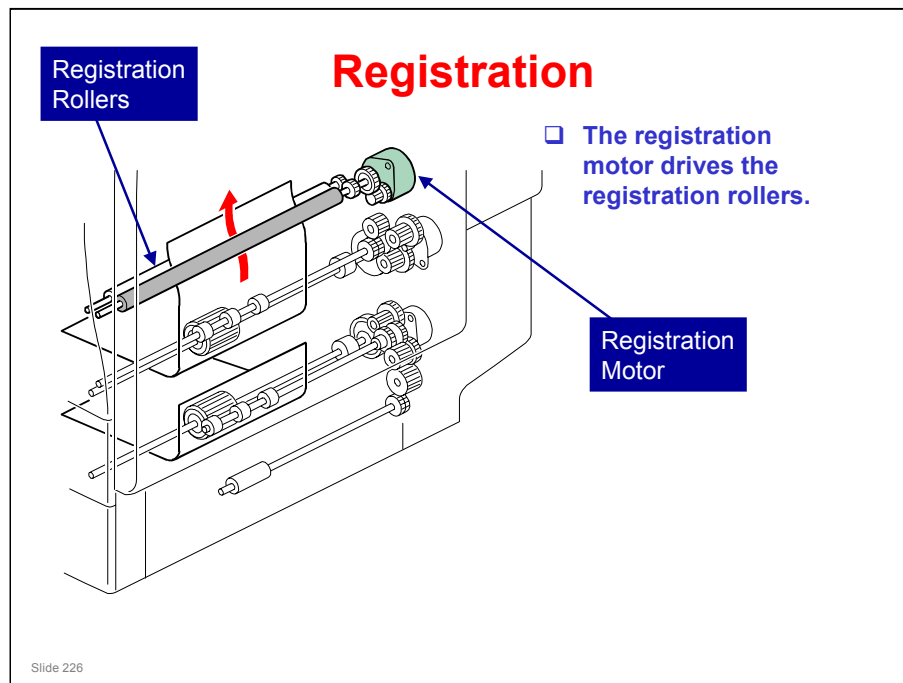 Registration
Registration
Rollers
❑ The registration
motor drives the
registration rollers.
Registration
Motor
Slide 226